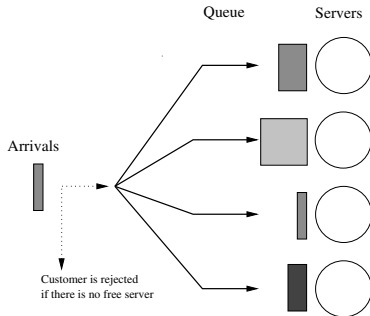 Queue
Servers
Arrivals
Customer is rejected
if there is no free server